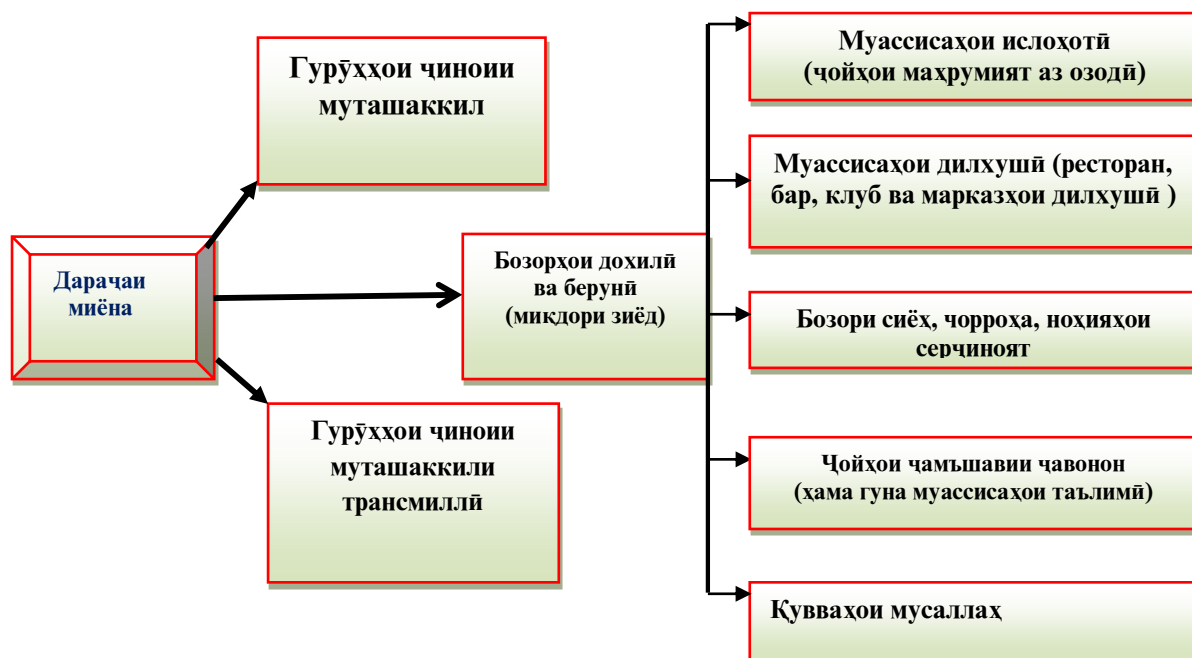 Дараҷаи
миёна
Гурӯҳҳои ҷиноии
муташаккил
Гурӯҳҳои ҷиноии
муташаккили
трансмиллӣ
Бозорҳои дохилӣ
ва берунӣ
(миқдори зиёд)
Муассисаҳои ислоҳотӣ
(ҷойҳои маҳрумият аз озодӣ)
Муассисаҳои дилхушӣ (ресторан,
бар, клуб ва марказҳои дилхушӣ )
Бозори сиёҳ, чорроҳа, ноҳияҳои
серҷиноят
Ҷойҳои ҷамъшавии ҷавонон
(ҳама гуна муассисаҳои таълимӣ)
Қувваҳои мусаллаҳ